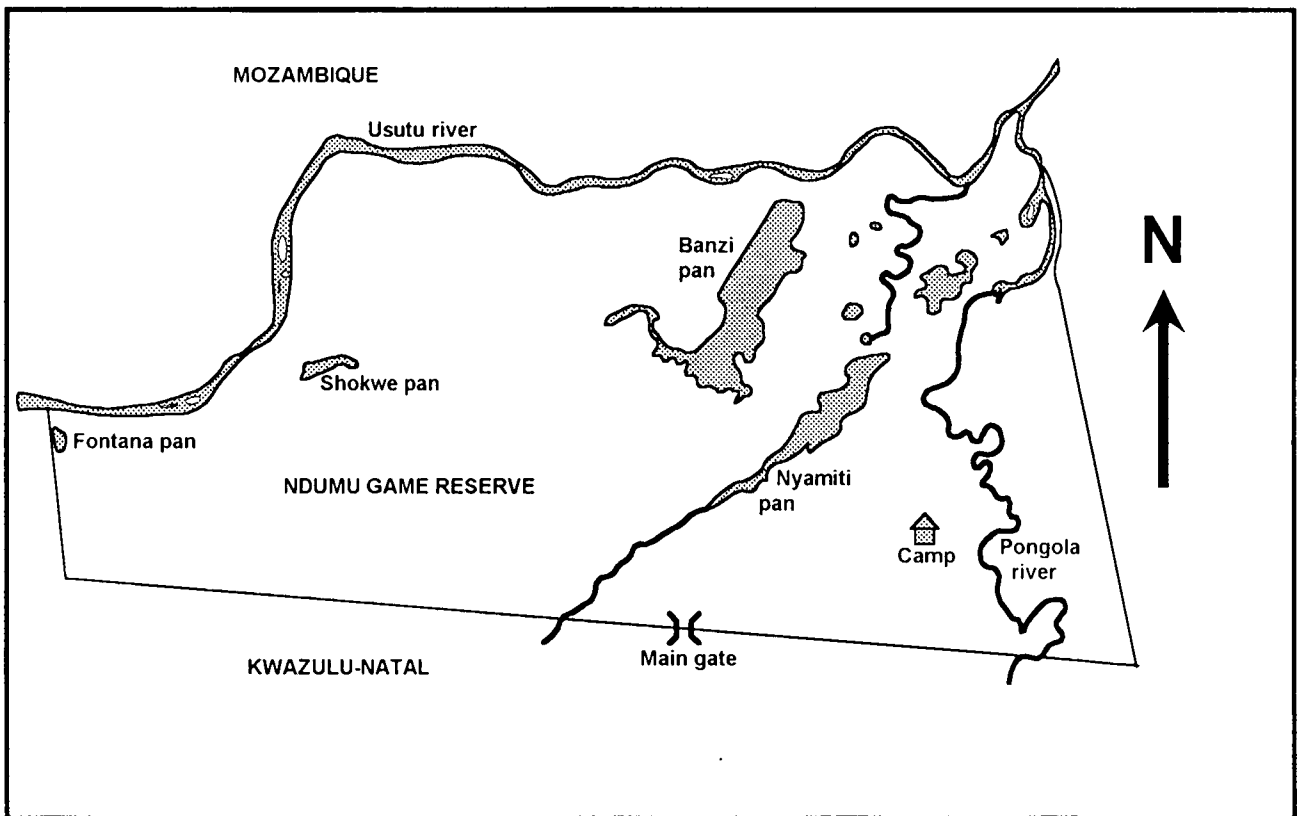 MOZAMBIQUE
Usutu river
Banzi
pan
N
Shokwe pan
Fontana pan
NDUMU GAME RESERVE
Nyamiti
pan
Camp
Pongola
river
Main gate
KWAZULU-NATAL